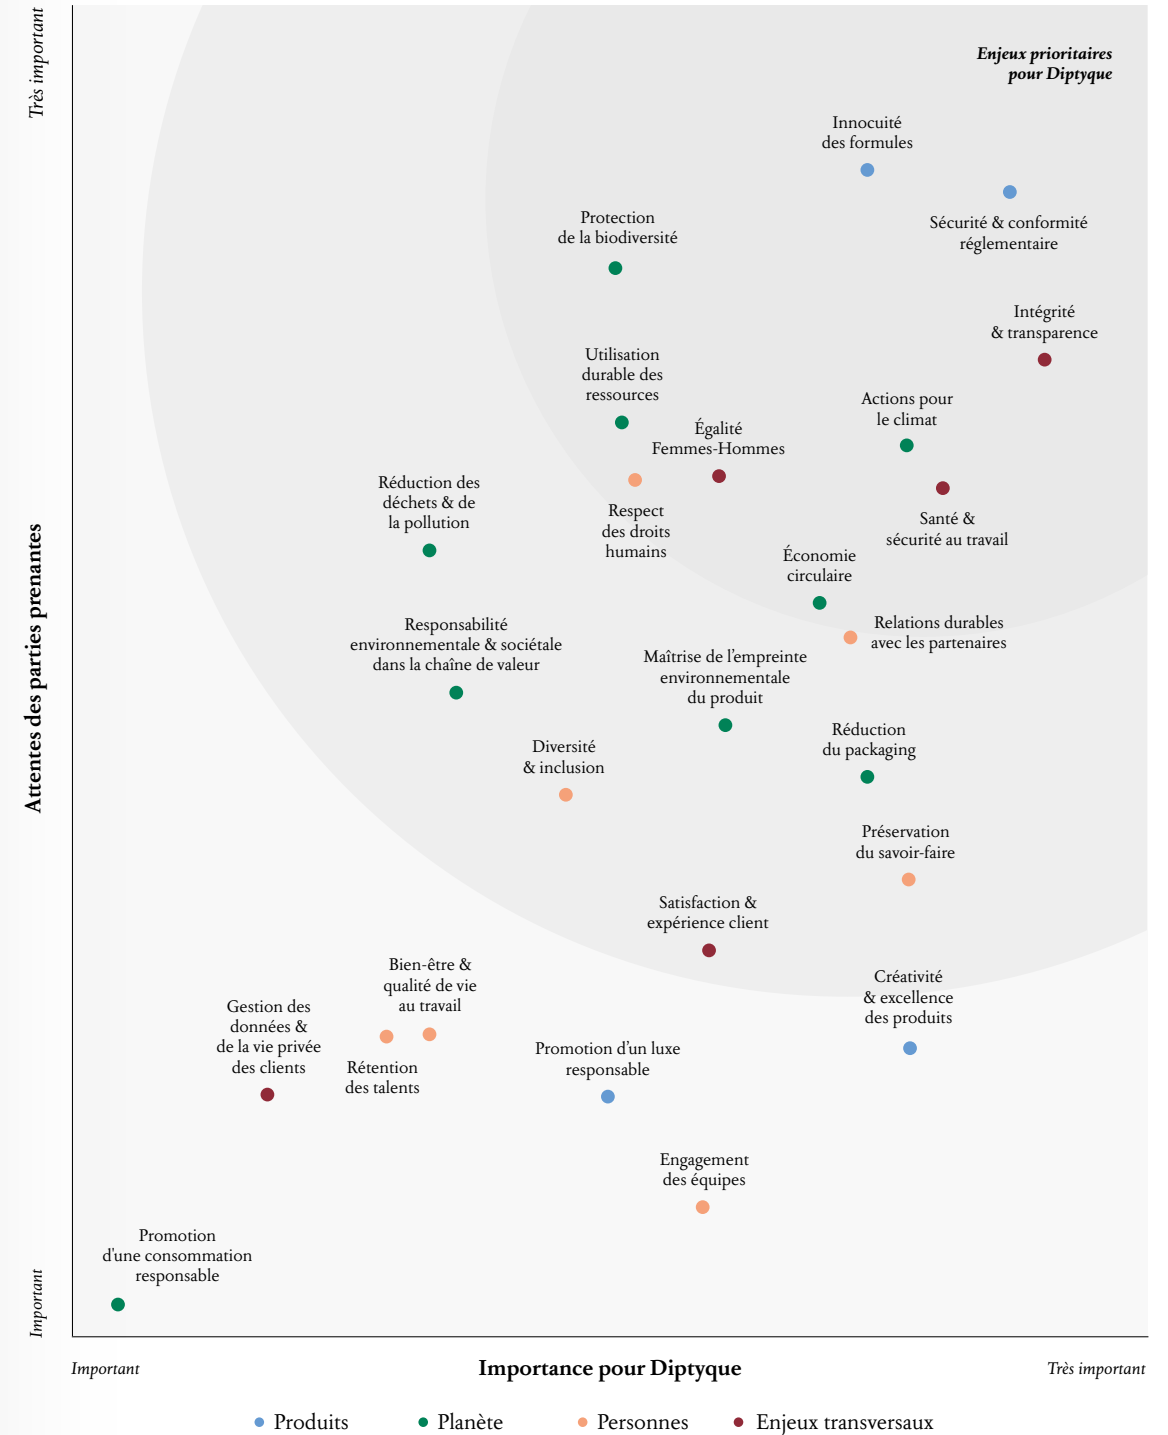 Très important
Enjeux prioritaires
pour Diptyque
Innocuité
des formules
Sécurité & conformité
réglementaire
Protection
de la biodiversité
Intégrité
& transparence
Utilisation
durable des
ressources
Actions pour
le climat
Égalité
Femmes-Hommes
Réduction des
déchets & de
la pollution
Respect
des droits
humains
Santé &
sécurité au travail
Économie
circulaire
Attentes des parties prenantes
Responsabilité
environnementale & sociétale
dans la chaîne de valeur
Relations durables
avec les partenaires
Maîtrise de l’empreinte
environnementale
du produit
Réduction
du packaging
Diversité
& inclusion
Préservation
du savoir-faire
Satisfaction &
expérience client
Bien-être &
qualité de vie
au travail
Créativité
& excellence
des produits
Gestion des
données &
de la vie privée
des clients
Rétention
des talents
Promotion d’un luxe
responsable
Engagement
des équipes
Promotion
d'une consommation
responsable
Important
Important
Importance pour Diptyque
Très important
Produits
Planète
Personnes
Enjeux transversaux